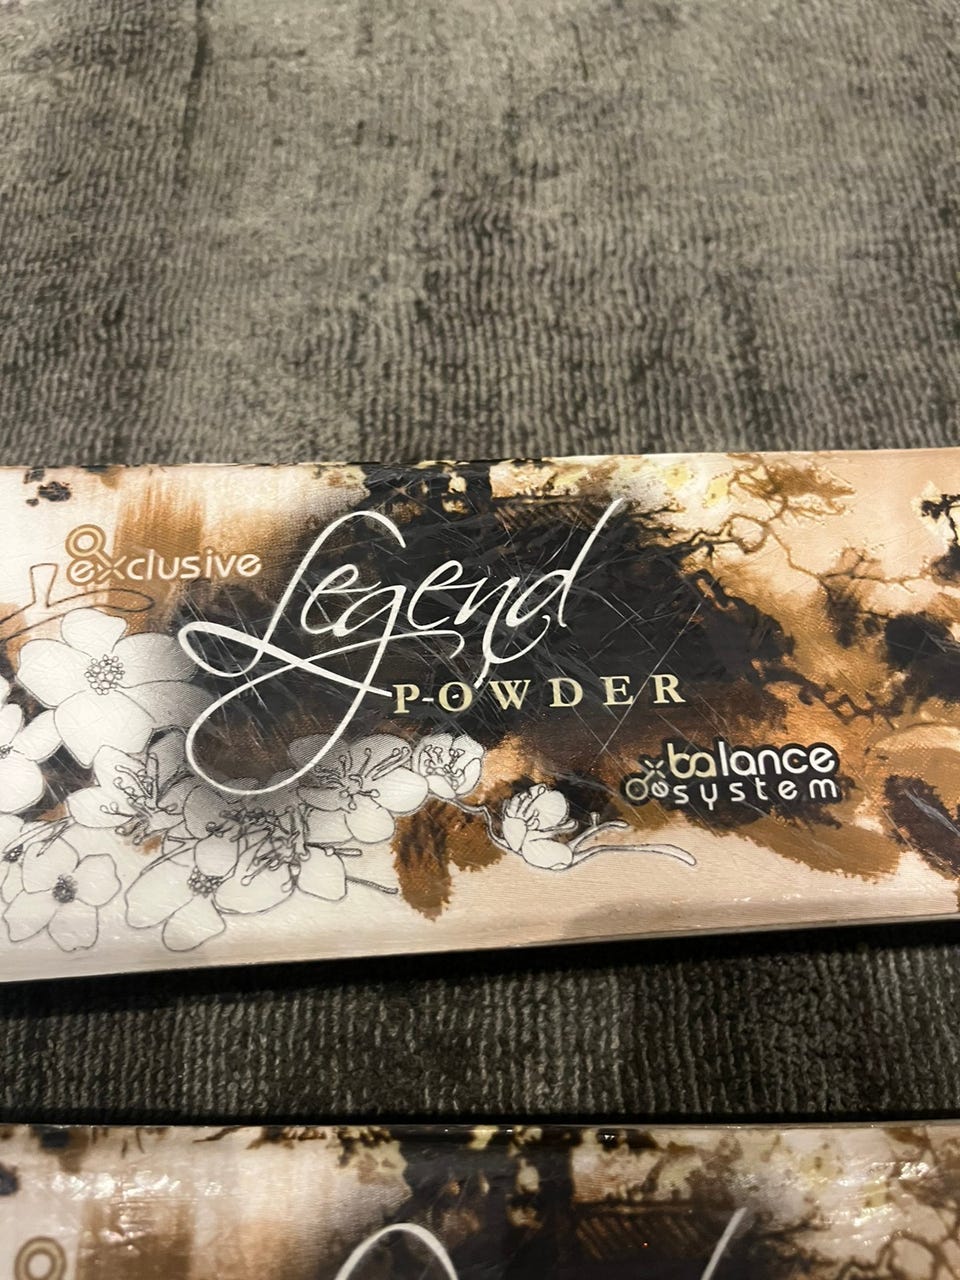 exclusive
Legend
POWDER
balance
system